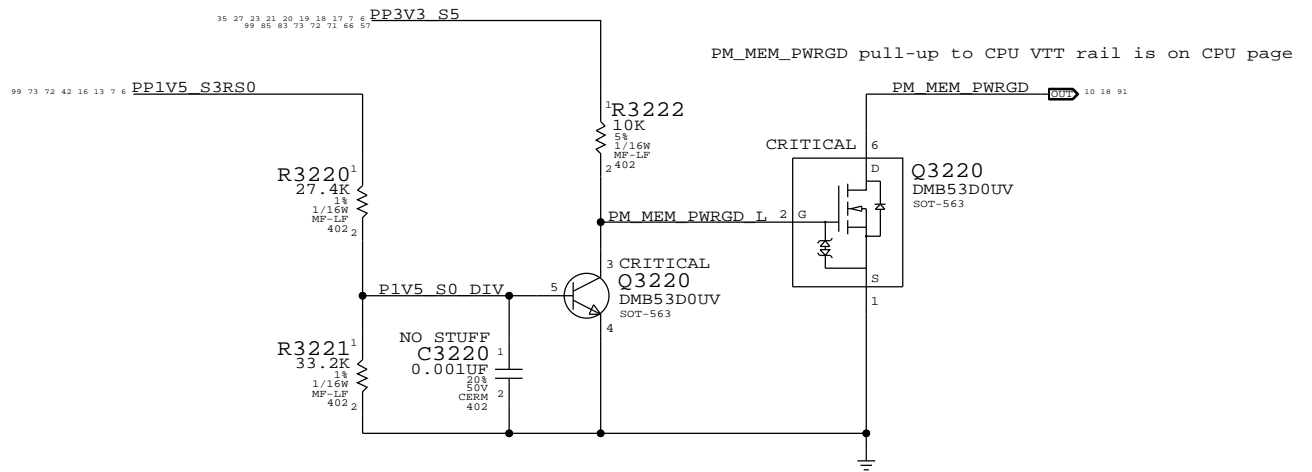 35 27 23 21 20 19 18 17 7 6
99 85 83 73 72 71 66 57
PP3V3_S5
PM_MEM_PWRGD pull-up to CPU VTT rail is on CPU page
99 73 72 42 16 13 7 6
PP1V5_S3RS0
PM_MEM_PWRGD
OUT
10 18 91
1
R3222
10K
5%
1/16W
MF-LF
402
2
CRITICAL
6
D
Q3220
DMB53D0UV
SOT-563
R3220
1
27.4K
1%
1/16W
MF-LF
402
2
PM_MEM_PWRGD_L
2
G
S
1
3
CRITICAL
Q3220
DMB53D0UV
SOT-563
P1V5_S0_DIV
5
4
R3221
1
33.2K
1%
1/16W
MF-LF
402
2
NO STUFF
C3220
1
0.001UF
20%
50V
CERM
402
2